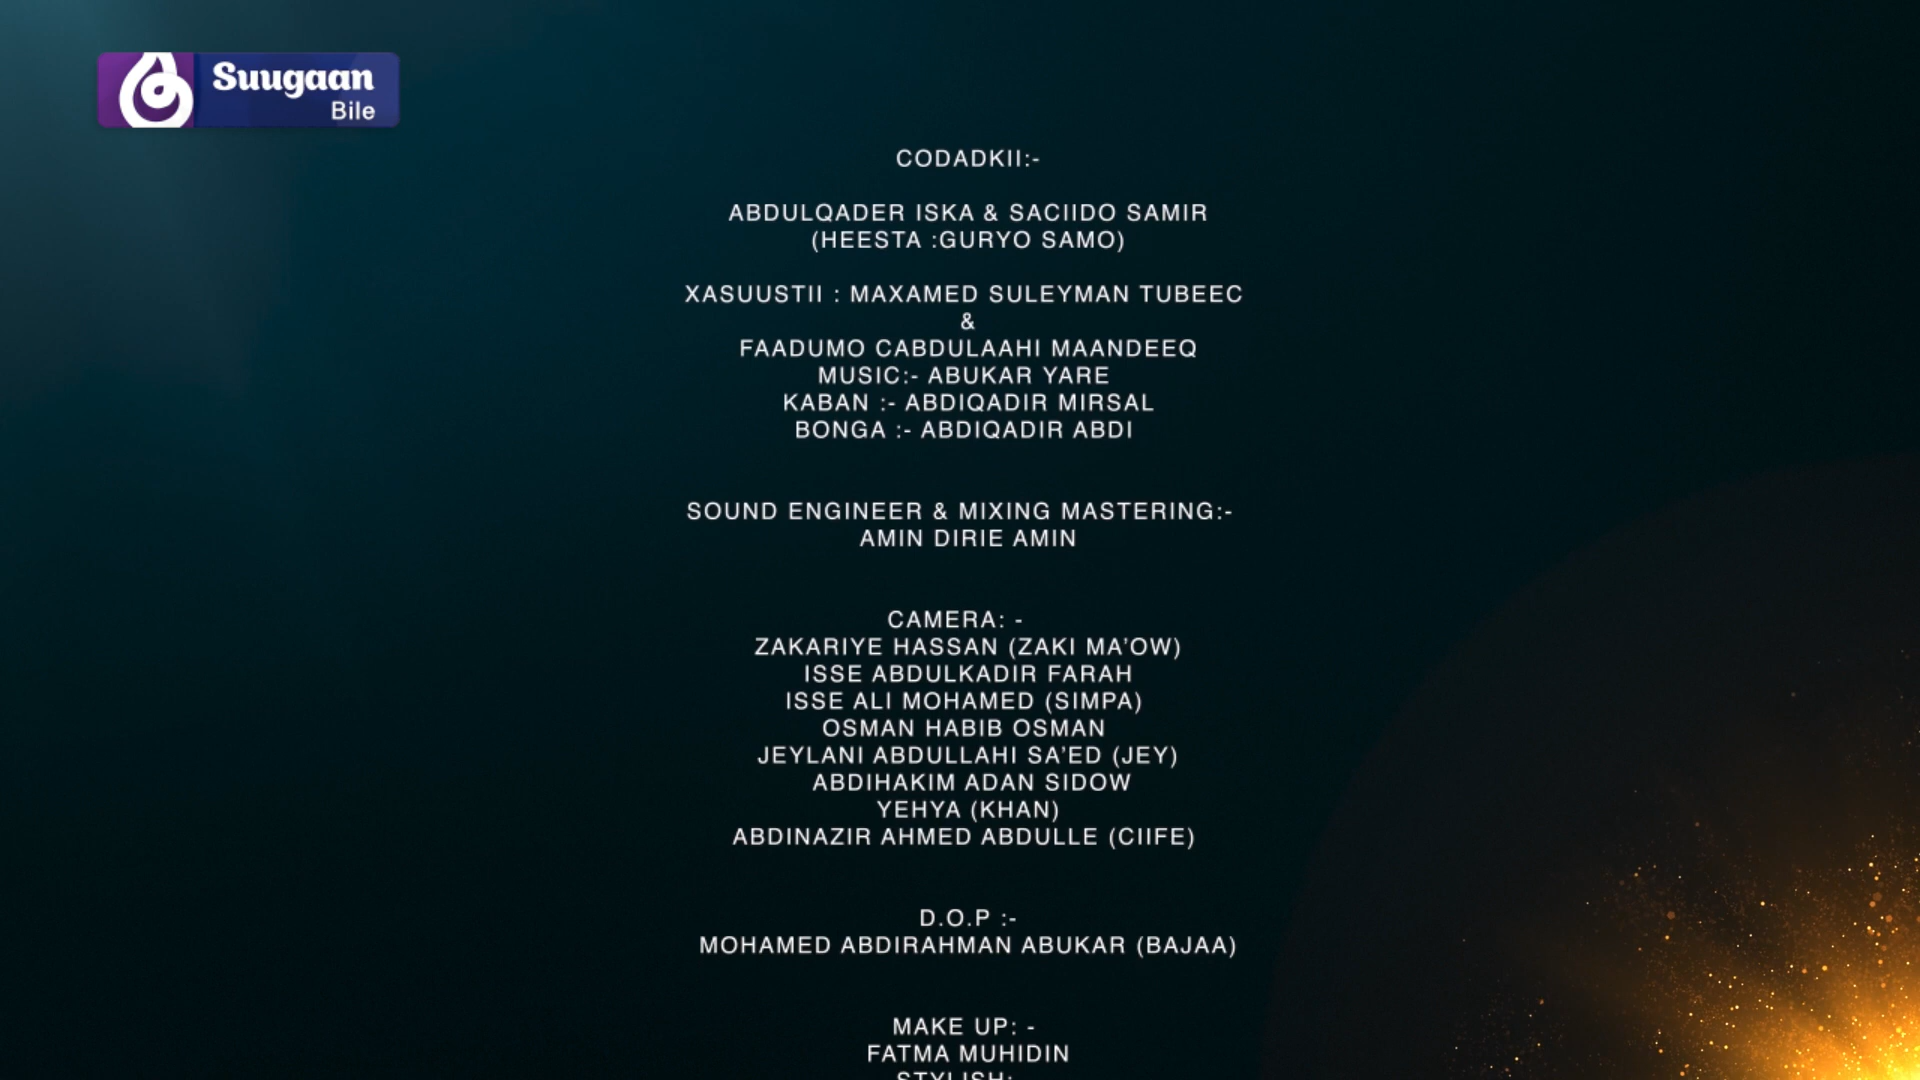 Suugaan
Bile
CODADKII:-
ABDULQADER ISKA & SACIIDO SAMIR
(HEESTA :GURYO SAMO)
XASUUSTII : MAXAMED SULEYMAN TUBEEC
&
FAADUMO CABDULAAHI MAANDEEQ
MUSIC:- ABUKAR YARE
KABAN :- ABDIQADIR MIRSAL
BONGA :- ABDIQADIR ABDI
SOUND ENGINEER & MIXING MASTERING:-
AMIN DIRIE AMIN
CAMERA: -
ZAKARIYE HASSAN (ZAKI MA’OW)
ISSE ABDULKADIR FARAH
ISSE ALI MOHAMED (SIMPA)
OSMAN HABIB OSMAN
JEYLANI ABDULLAHI SA’ED (JEY)
ABDIHAKIM ADAN SIDOW
YEHYA (KHAN)
ABDINAZIR AHMED ABDULLE (CIIFE)
D.O.P :-
MOHAMED ABDIRAHMAN ABUKAR (BAJAA)
MAKE UP: -
FATMA MUHIDIN
STYLISH:-